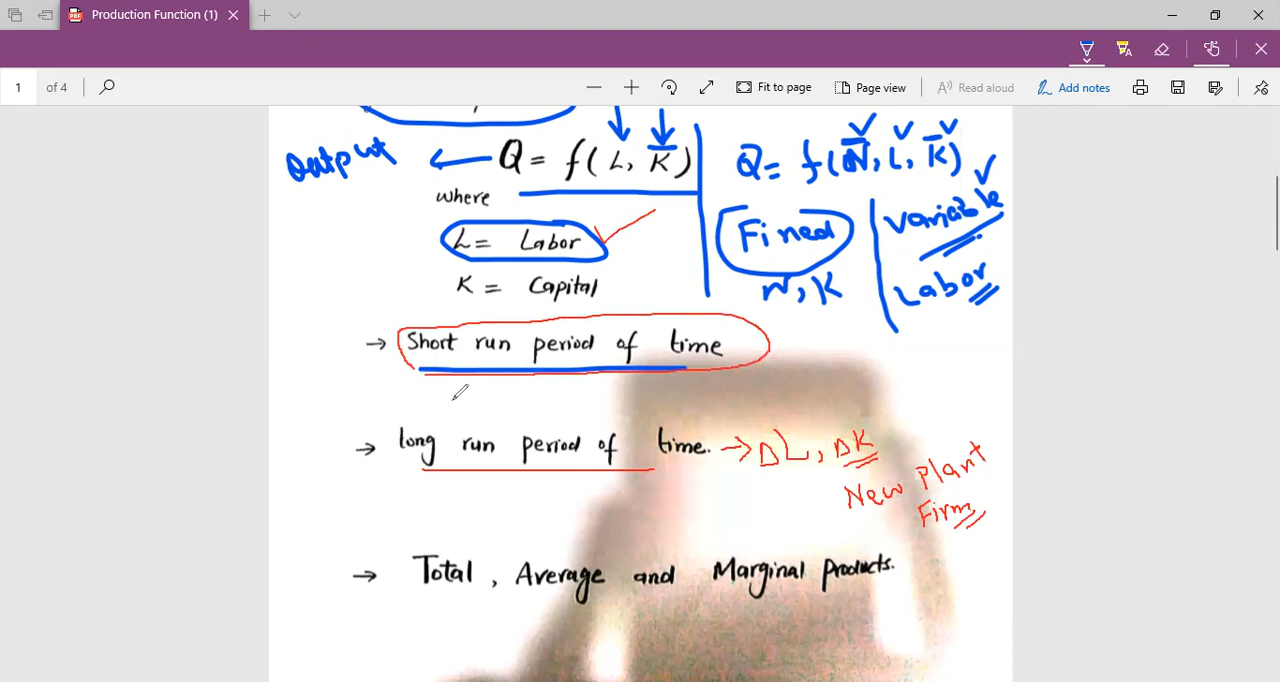 Production Function (1)
1 of 4
Fit to page
Page view
Read aloud
Add notes
Output
Q = f( L, K̅ )
where
L = Labor
K = Capital
Q = f( N̅, L, K̅ )
Fined
N, K
Variable
Labor
→ Short run period of time
→ long run period of time. → ΔL, ΔK
New Plant
Firm
→ Total, Average and Marginal Products.